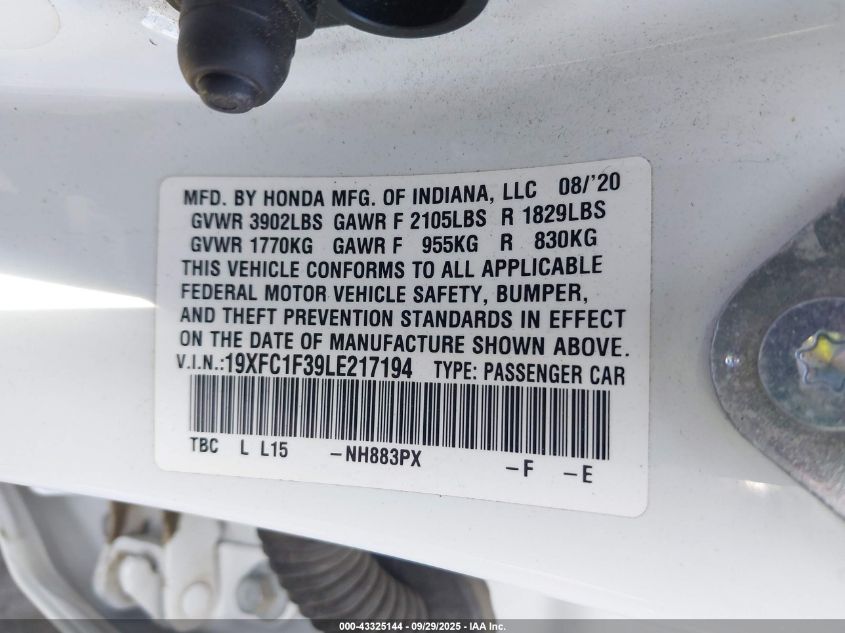 MFD. BY HONDA MFG. OF INDIANA, LLC 08/'20
GVWR 3902LBS GAWR F 2105LBS R 1829LBS
GVWR 1770KG GAWR F 955KG R 830KG
THIS VEHICLE CONFORMS TO ALL APPLICABLE
FEDERAL MOTOR VEHICLE SAFETY, BUMPER,
AND THEFT PREVENTION STANDARDS IN EFFECT
ON THE DATE OF MANUFACTURE SHOWN ABOVE.
V.I.N.:19XFC1F39LE217194 TYPE: PASSENGER CAR
TBC L L15 -NH883PX -F -E
000-43325144 - 09/29/2025 - IAA Inc.